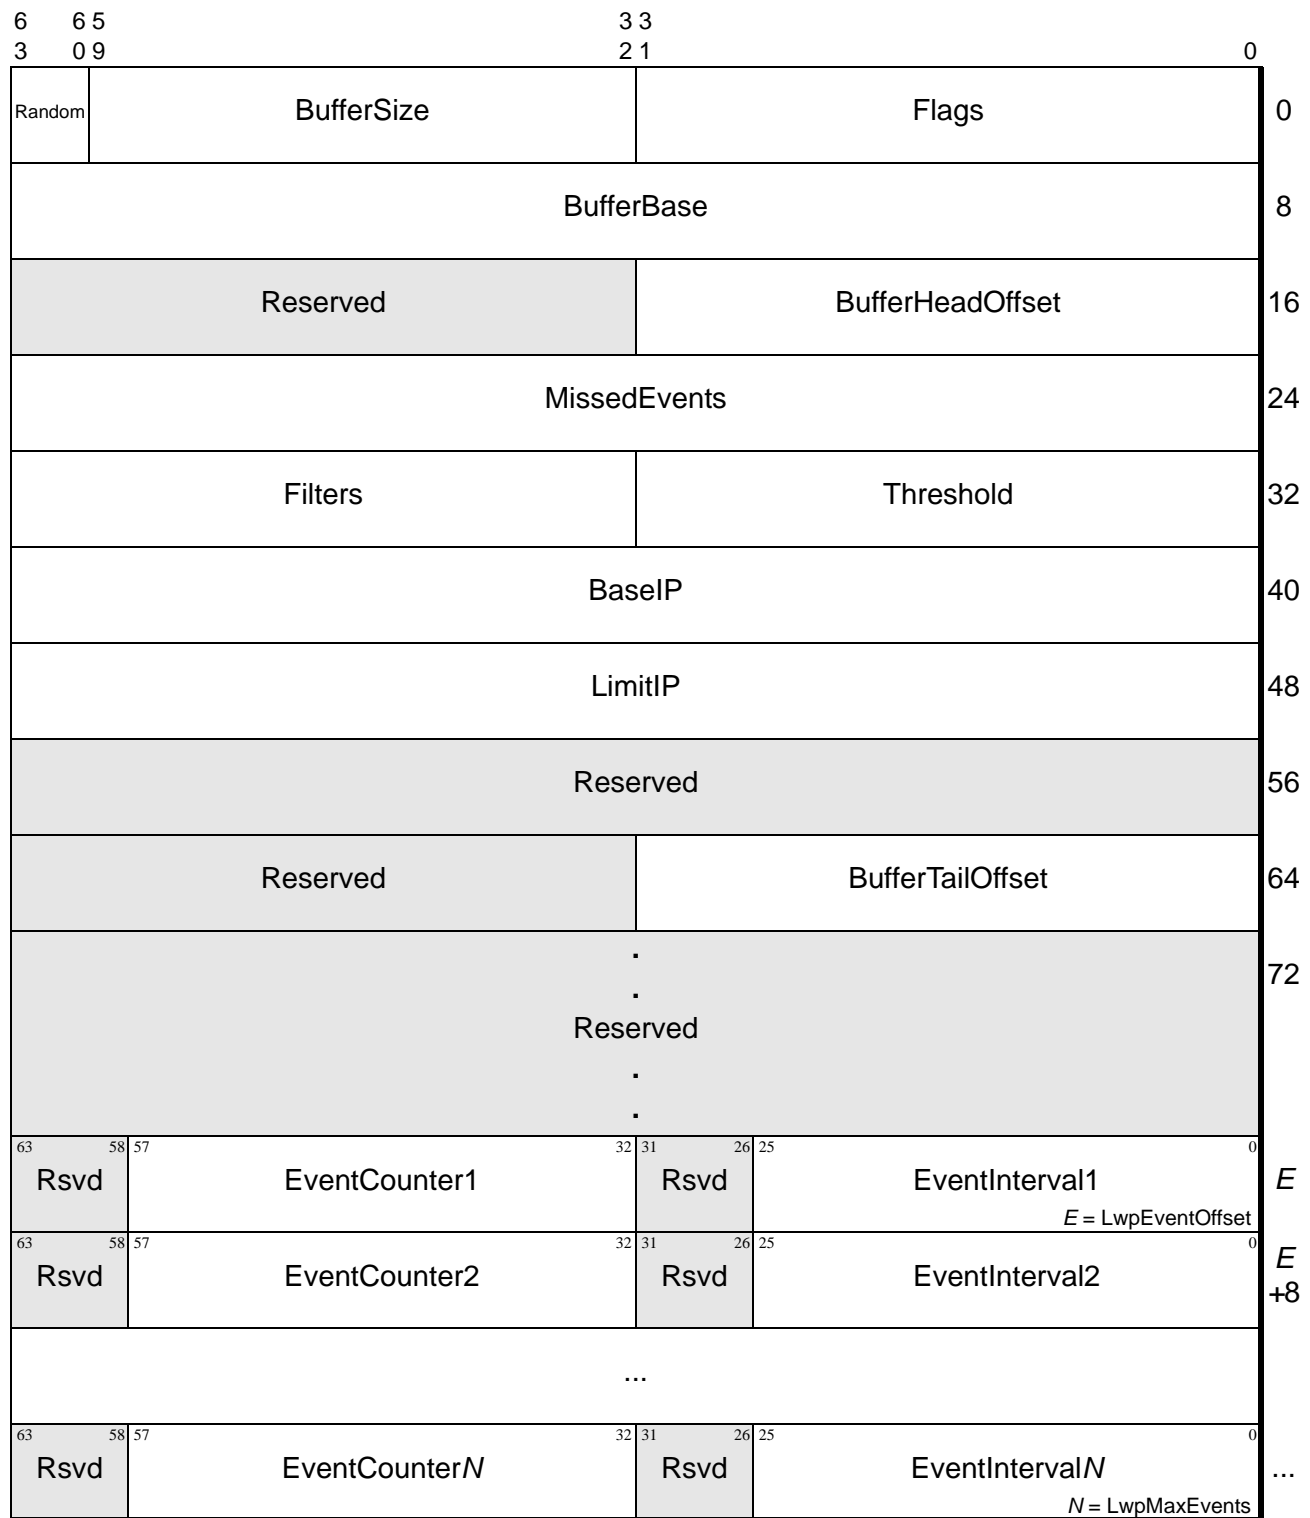 6 6 5 3 3
3 0 9 2 1 0
Random BufferSize Flags 0
BufferBase 8
Reserved BufferHeadOffset 16
MissedEvents 24
Filters Threshold 32
BaseIP 40
LimitIP 48
Reserved 56
Reserved BufferTailOffset 64
. 72
.
Reserved
.
.
63 58 57 32 31 26 25 0
Rsvd EventCounter1 Rsvd EventInterval1 E
E = LwpEventOffset
63 58 57 32 31 26 25 0
Rsvd EventCounter2 Rsvd EventInterval2 E
+8
...
63 58 57 32 31 26 25 0
Rsvd EventCounterN Rsvd EventIntervalN ...
N = LwpMaxEvents